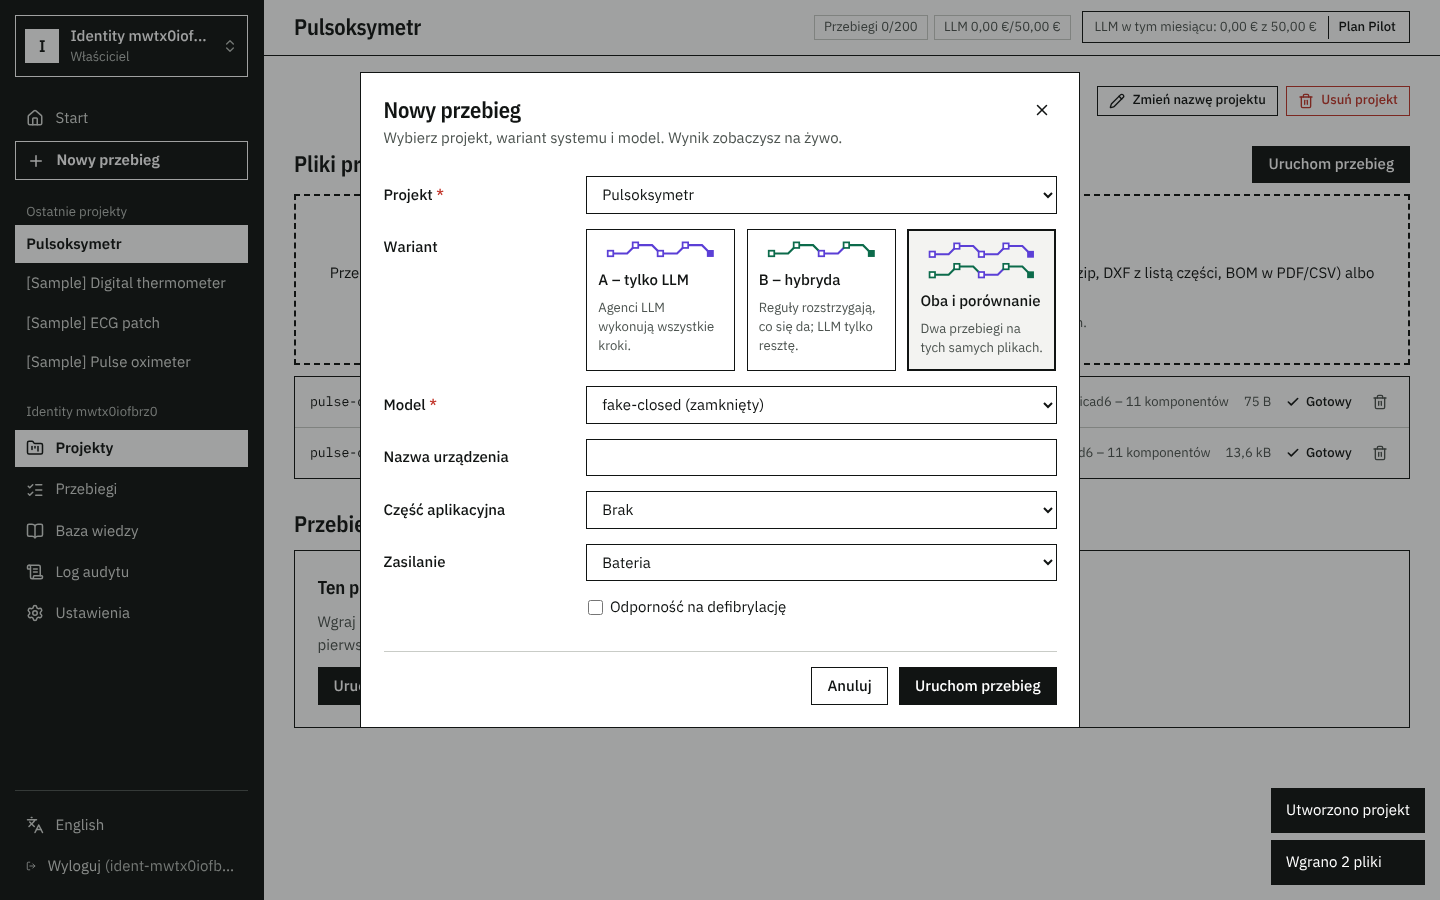 I
Identity mwtx0iof...
Właściciel
Start
Nowy przebieg
Ostatnie projekty
Pulsoksymetr
[Sample] Digital thermometer
[Sample] ECG patch
[Sample] Pulse oximeter
Identity mwtx0iofbrz0
Projekty
Przebiegi
Baza wiedzy
Log audytu
Ustawienia
English
Wyloguj (ident-mwtx0iofb...
Pulsoksymetr
Przebiegi 0/200
LLM 0,00 €/50,00 €
LLM w tym miesiącu: 0,00 € z 50,00 €
Plan Pilot
Zmień nazwę projektu
Usuń projekt
Pliki pr
Uruchom przebieg
Prze
zip, DXF z listą części, BOM w PDF/CSV) albo
pulse-
icad6 – 11 komponentów
75 B
Gotowy
pulse-
d6 – 11 komponentów
13,6 kB
Gotowy
Przebie
Ten p
Wgraj
pierws
Uru
Nowy przebieg
Wybierz projekt, wariant systemu i model. Wynik zobaczysz na żywo.
Projekt *
Pulsoksymetr
Wariant
A – tylko LLM
Agenci LLM
wykonują wszystkie
kroki.
B – hybryda
Reguły rozstrzygają,
co się da; LLM tylko
resztę.
Oba i porównanie
Dwa przebiegi na
tych samych plikach.
Model *
fake-closed (zamknięty)
Nazwa urządzenia
Część aplikacyjna
Brak
Zasilanie
Bateria
Odporność na defibrylację
Anuluj
Uruchom przebieg
Utworzono projekt
Wgrano 2 pliki